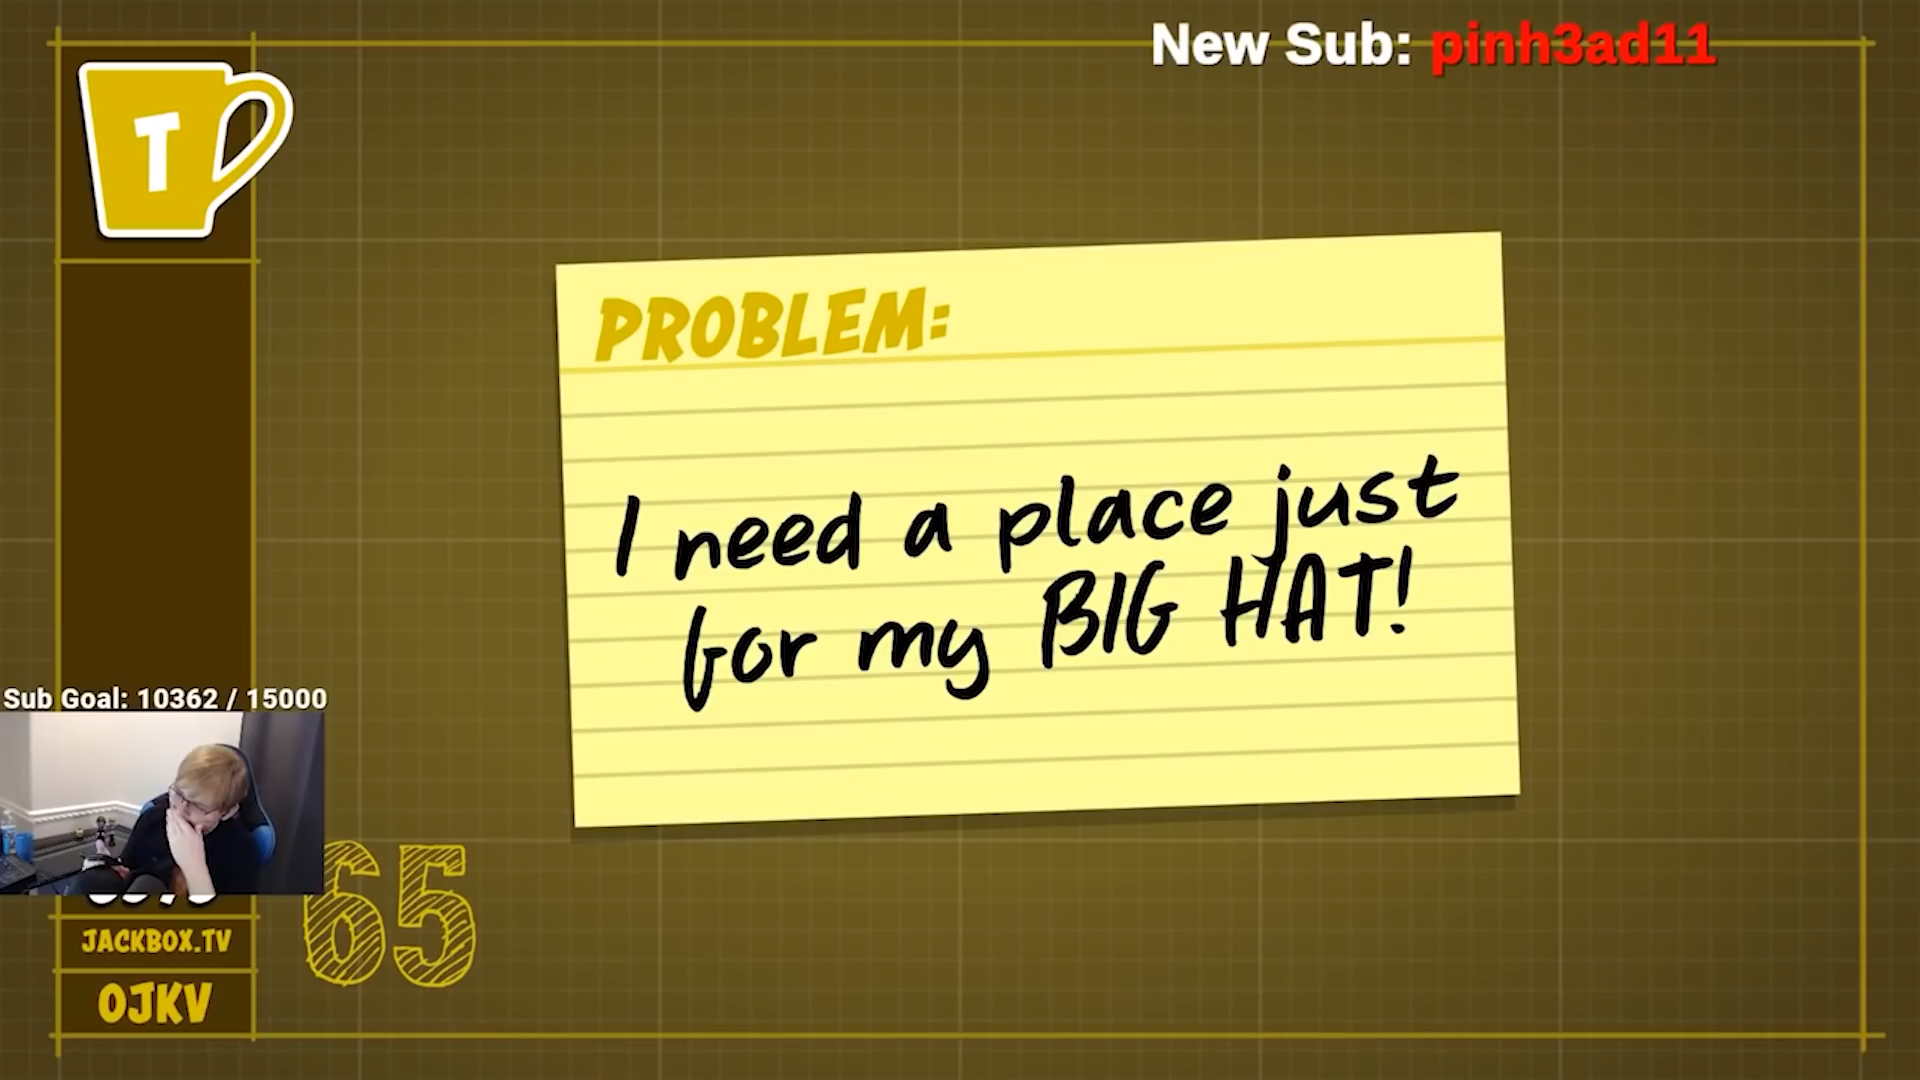 New Sub: pinh3ad11
T
PROBLEM:
I need a place just
for my BIG HAT!
Sub Goal: 10362 / 15000
65
JACKBOX.TV
OJKV